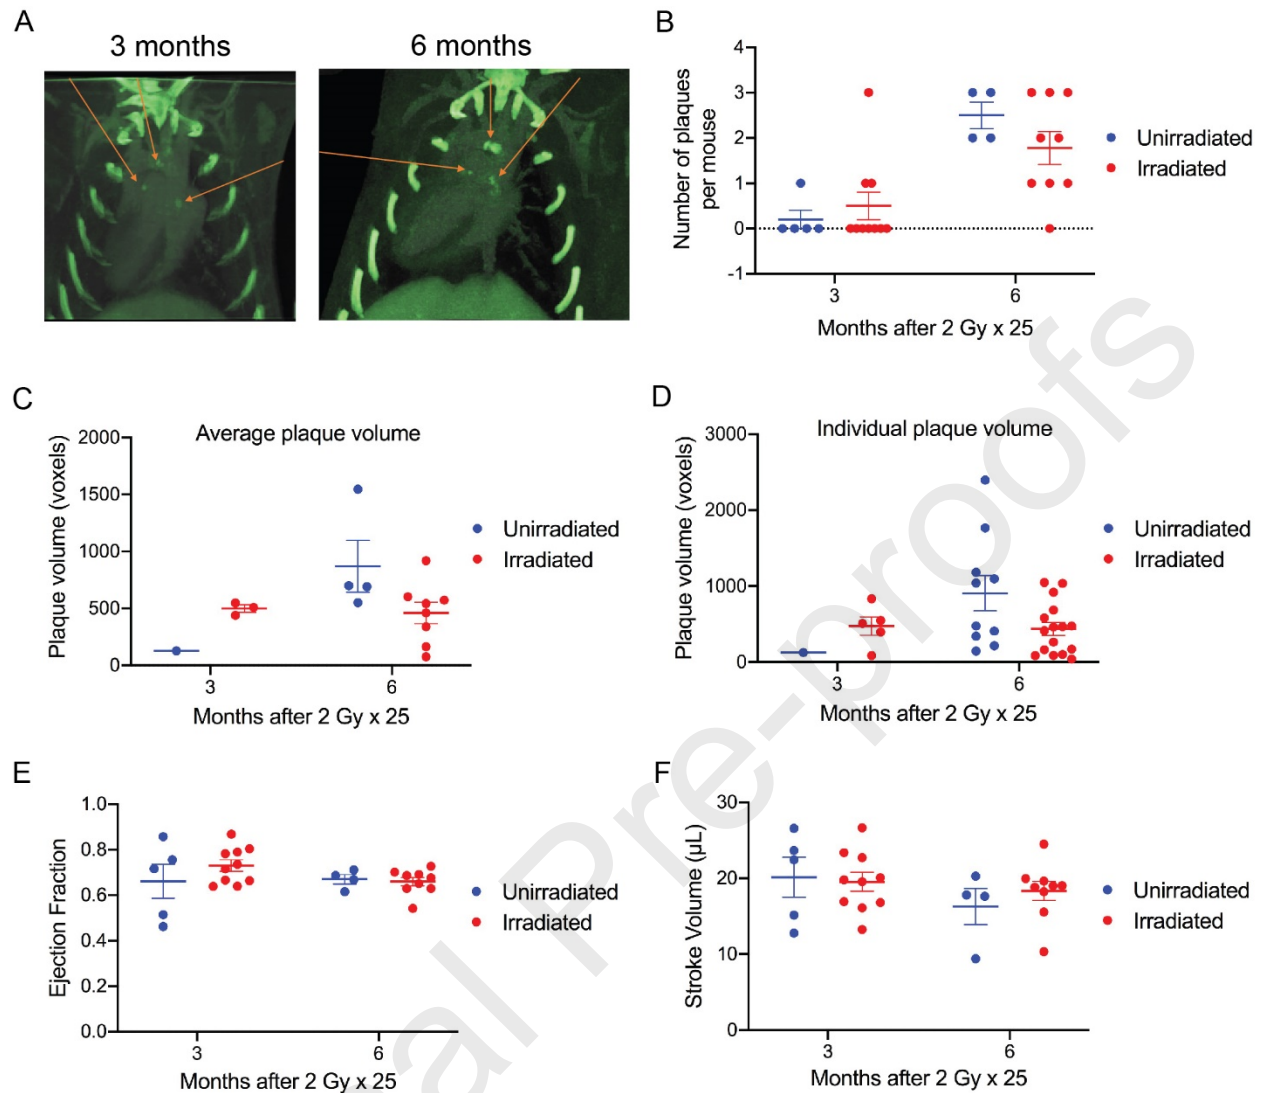 A
3 months
6 months
B
4
3
2
1
0
-1
Number of plaques
per mouse
3
6
Months after 2 Gy x 25
Unirradiated
Irradiated
C
Average plaque volume
2000
1500
1000
500
0
Plaque volume (voxels)
3
6
Months after 2 Gy x 25
Unirradiated
Irradiated
D
Individual plaque volume
3000
2000
1000
0
Plaque volume (voxels)
3
6
Months after 2 Gy x 25
Unirradiated
Irradiated
E
1.0
0.8
0.6
0.4
0.2
0.0
Ejection Fraction
3
6
Months after 2 Gy x 25
Unirradiated
Irradiated
F
30
20
10
0
Stroke Volume (µL)
3
6
Months after 2 Gy x 25
Unirradiated
Irradiated
al Pre-proofs